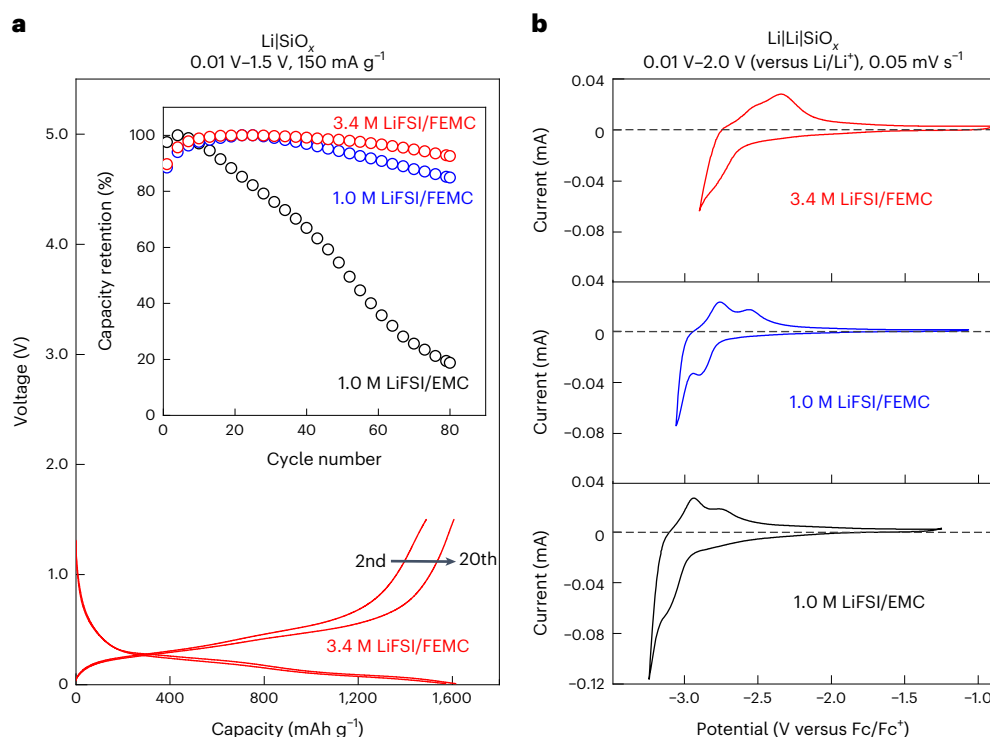 a
Li|SiOₓ
0.01 V–1.5 V, 150 mA g⁻¹
Voltage (V)
5.0
4.0
3.0
2.0
1.0
0
Capacity retention (%)
100
80
60
40
20
0
3.4 M LiFSI/FEMC
1.0 M LiFSI/FEMC
1.0 M LiFSI/EMC
0 20 40 60 80
Cycle number
2nd 20th
3.4 M LiFSI/FEMC
0 400 800 1,200 1,600
Capacity (mAh g⁻¹)
b
Li|Li|SiOₓ
0.01 V–2.0 V (versus Li/Li⁺), 0.05 mV s⁻¹
Current (mA)
0.04
0
−0.04
−0.08
3.4 M LiFSI/FEMC
Current (mA)
0.04
0
−0.04
−0.08
1.0 M LiFSI/FEMC
Current (mA)
0.04
0
−0.04
−0.08
−0.12
1.0 M LiFSI/EMC
−3.0 −2.5 −2.0 −1.5 −1.0
Potential (V versus Fc/Fc⁺)